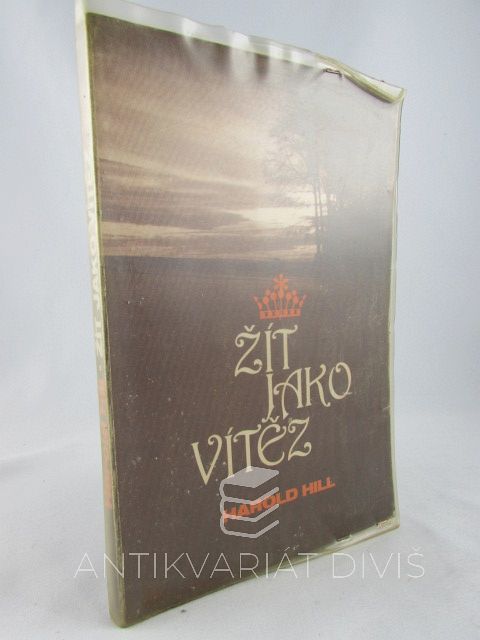 ŽÍT
JAKO
VÍTĚZ
HAROLD HILL
ŽÍT JAKO VÍTĚZ
ANTIKVARIÁT DIVIŠ